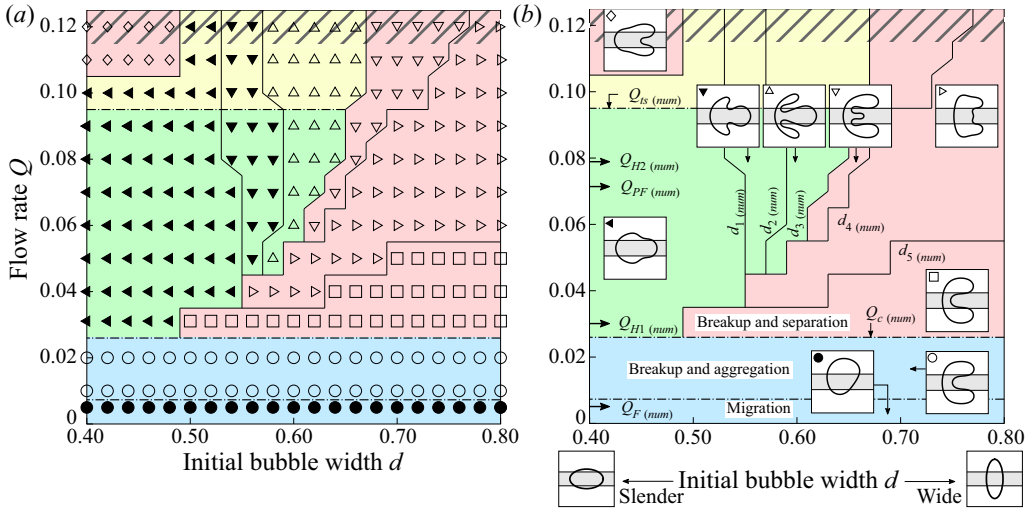 (a)
0.12
0.10
0.08
0.06
0.04
0.02
0
Flow rate Q
0.40 0.50 0.60 0.70 0.80
Initial bubble width d
(b)
0.12
0.10
0.08
0.06
0.04
0.02
0
Q_ts (num)
Q_H2 (num)
Q_PF (num)
d_1 (num)
d_2 (num)
d_3 (num)
d_4 (num)
d_5 (num)
Q_H1 (num)
Breakup and separation
Q_c (num)
Breakup and aggregation
Q_F (num)
Migration
0.40 0.50 0.60 0.70 0.80
Slender
Initial bubble width d
Wide